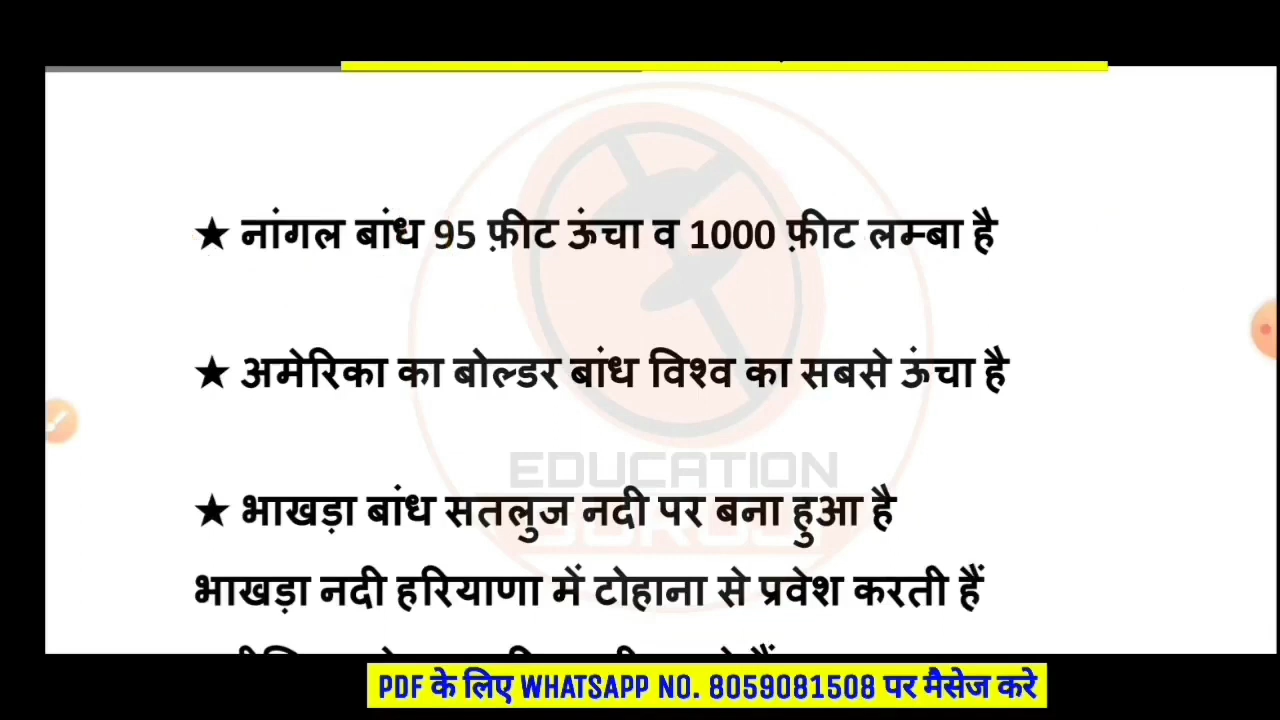 ★ नांगल बांध 95 फ़ीट ऊंचा व 1000 फ़ीट लम्बा है
★ अमेरिका का बोल्डर बांध विश्व का सबसे ऊंचा है
EDUCATION
★ भाखड़ा बांध सतलुज नदी पर बना हुआ है
भाखड़ा नदी हरियाणा में टोहाना से प्रवेश करती हैं
PDF के लिए WHATSAPP NO. 8059081508 पर मैसेज करे